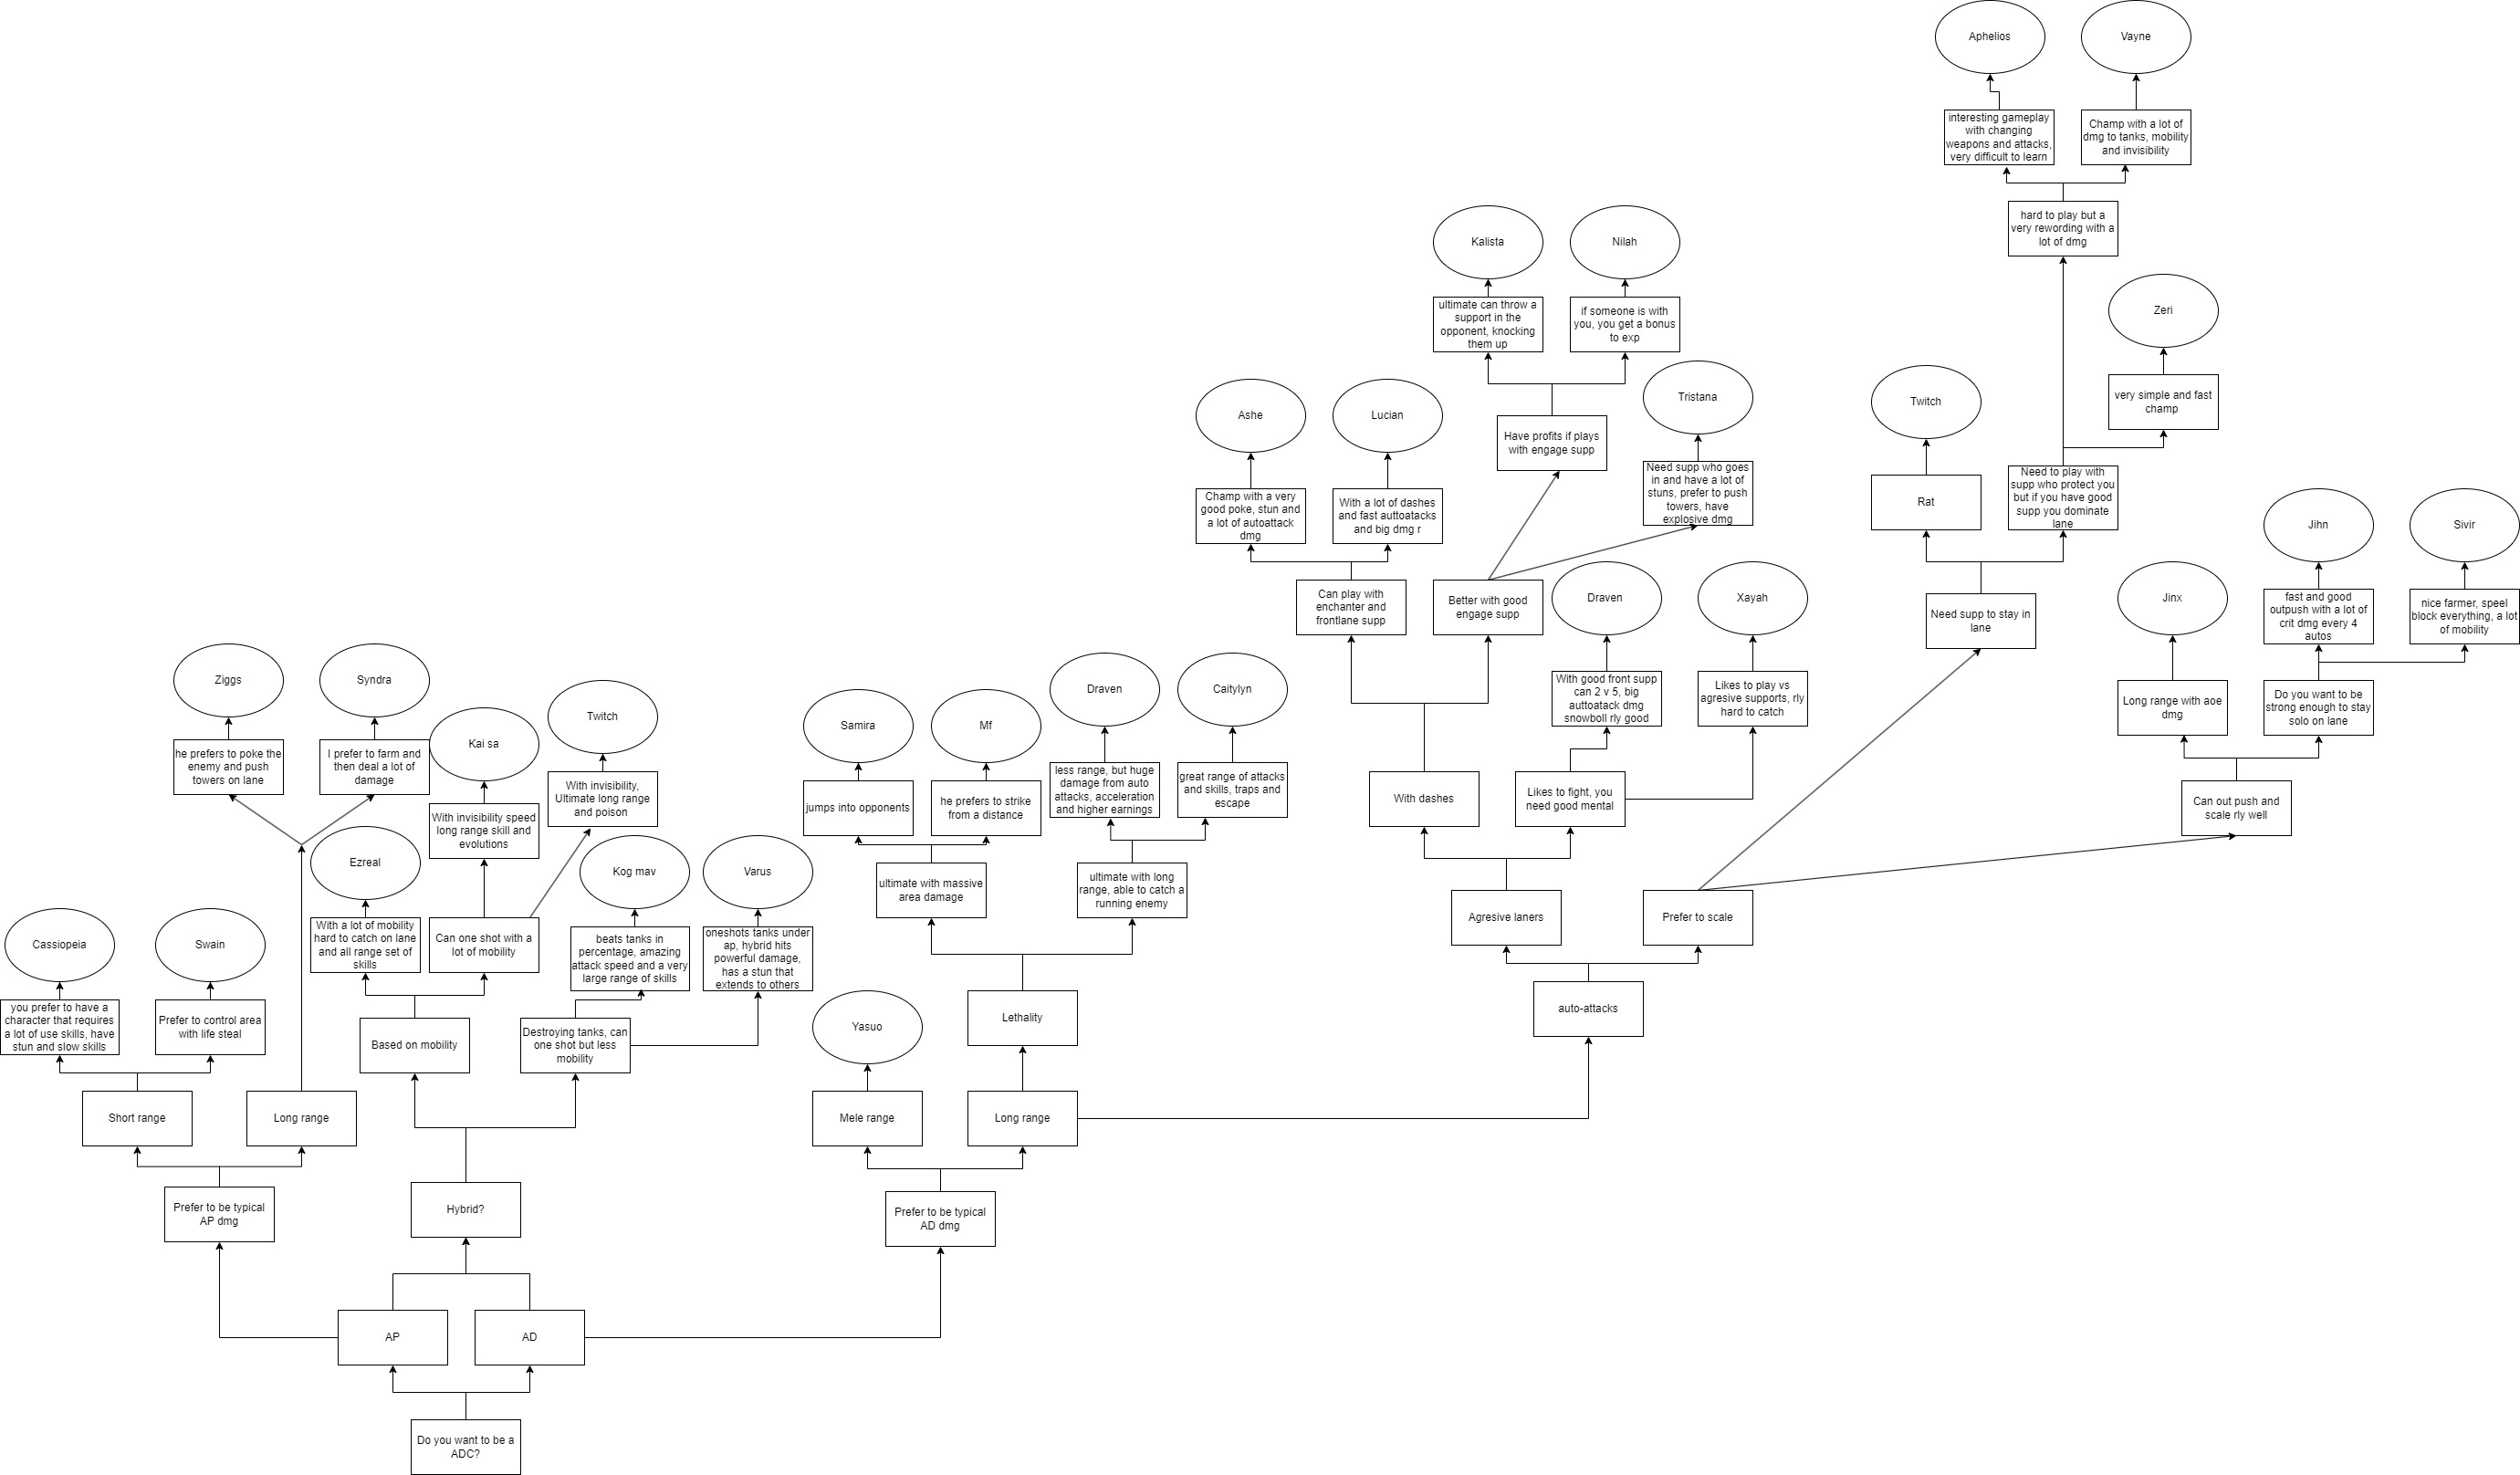 Aphelios
Vayne
interesting gameplay
with changing
weapons and attacks,
very difficult to learn
Champ with a lot of
dmg to tanks, mobility
and invisibility
hard to play but a
very rewording with a
lot of dmg
Kalista
Nilah
ultimate can throw a
support in the
opponent, knocking
them up
if someone is with
you, you get a bonus
to exp
Zeri
very simple and fast
champ
Ashe
Lucian
Have profits if plays
with engage supp
Tristana
Twitch
Champ with a very
good poke, stun and
a lot of autoattack
dmg
With a lot of dashes
and fast auttoatacks
and big dmg r
Need supp who goes
in and have a lot of
stuns, prefer to push
towers, have
explosive dmg
Rat
Need to play with
supp who protect you
but if you have good
supp you dominate
lane
Jihn
Sivir
Can play with
enchanter and
frontlane supp
Better with good
engage supp
Draven
Xayah
Need supp to stay in
lane
Jinx
fast and good
outpush with a lot of
crit dmg every 4
autos
nice farmer, speel
block everything, a lot
of mobility
Ziggs
Syndra
Twitch
Kai sa
Samira
Mf
Draven
Caitylyn
With good front supp
can 2 v 5, big
auttoatack dmg
snowboll rly good
Likes to play vs
agresive supports, rly
hard to catch
Long range with aoe
dmg
Do you want to be
strong enough to stay
solo on lane
he prefers to poke the
enemy and push
towers on lane
I prefer to farm and
then deal a lot of
damage
With invisibility,
Ultimate long range
and poison
jumps into opponents
he prefers to strike
from a distance
less range, but huge
damage from auto
attacks, acceleration
and higher earnings
great range of attacks
and skills, traps and
escape
With dashes
Likes to fight, you
need good mental
Can out push and
scale rly well
With invisibility speed
long range skill and
evolutions
Ezreal
Kog mav
Varus
ultimate with massive
area damage
ultimate with long
range, able to catch a
running enemy
Agresive laners
Prefer to scale
Cassiopeia
Swain
With a lot of mobility
hard to catch on lane
and all range set of
skills
Can one shot with a
lot of mobility
beats tanks in
percentage, amazing
attack speed and a very
large range of skills
oneshots tanks under
ap, hybrid hits
powerful damage,
has a stun that
extends to others
you prefer to have a
character that requires
a lot of use skills, have
stun and slow skills
Prefer to control area
with life steal
Based on mobility
Destroying tanks, can
one shot but less
mobility
Yasuo
Lethality
auto-attacks
Short range
Long range
Mele range
Long range
Prefer to be typical
AP dmg
Hybrid?
Prefer to be typical
AD dmg
AP
AD
Do you want to be a
ADC?